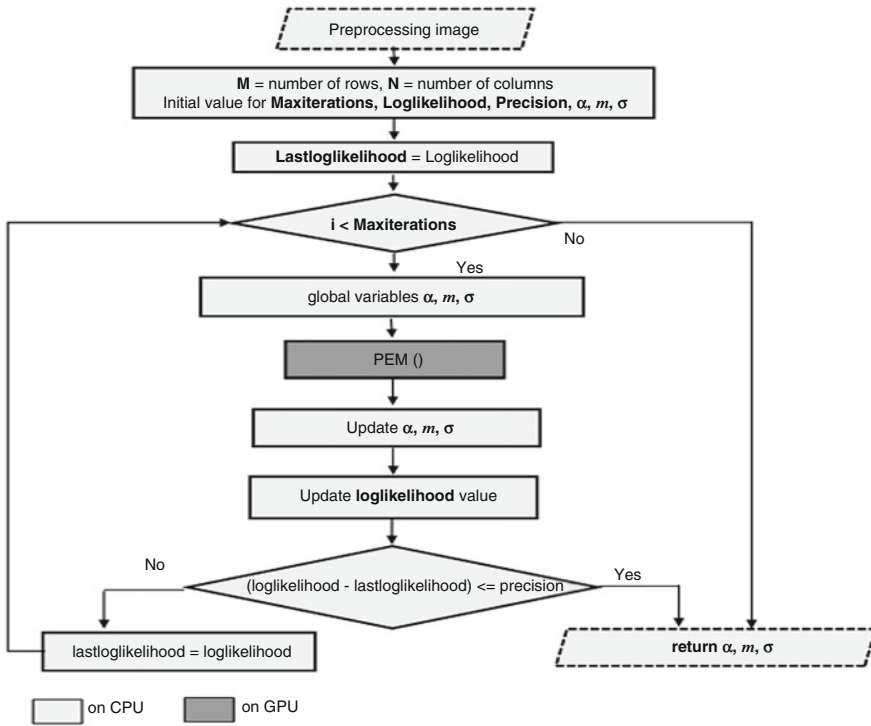 Preprocessing image
M = number of rows, N = number of columns
Initial value for Maxiterations, Loglikelihood, Precision, α, m, σ
Lastloglikelihood = Loglikelihood
i < Maxiterations
No
Yes
global variables α, m, σ
PEM ()
Update α, m, σ
Update loglikelihood value
No
(loglikelihood - lastloglikelihood) <= precision
Yes
lastloglikelihood = loglikelihood
return α, m, σ
on CPU
on GPU